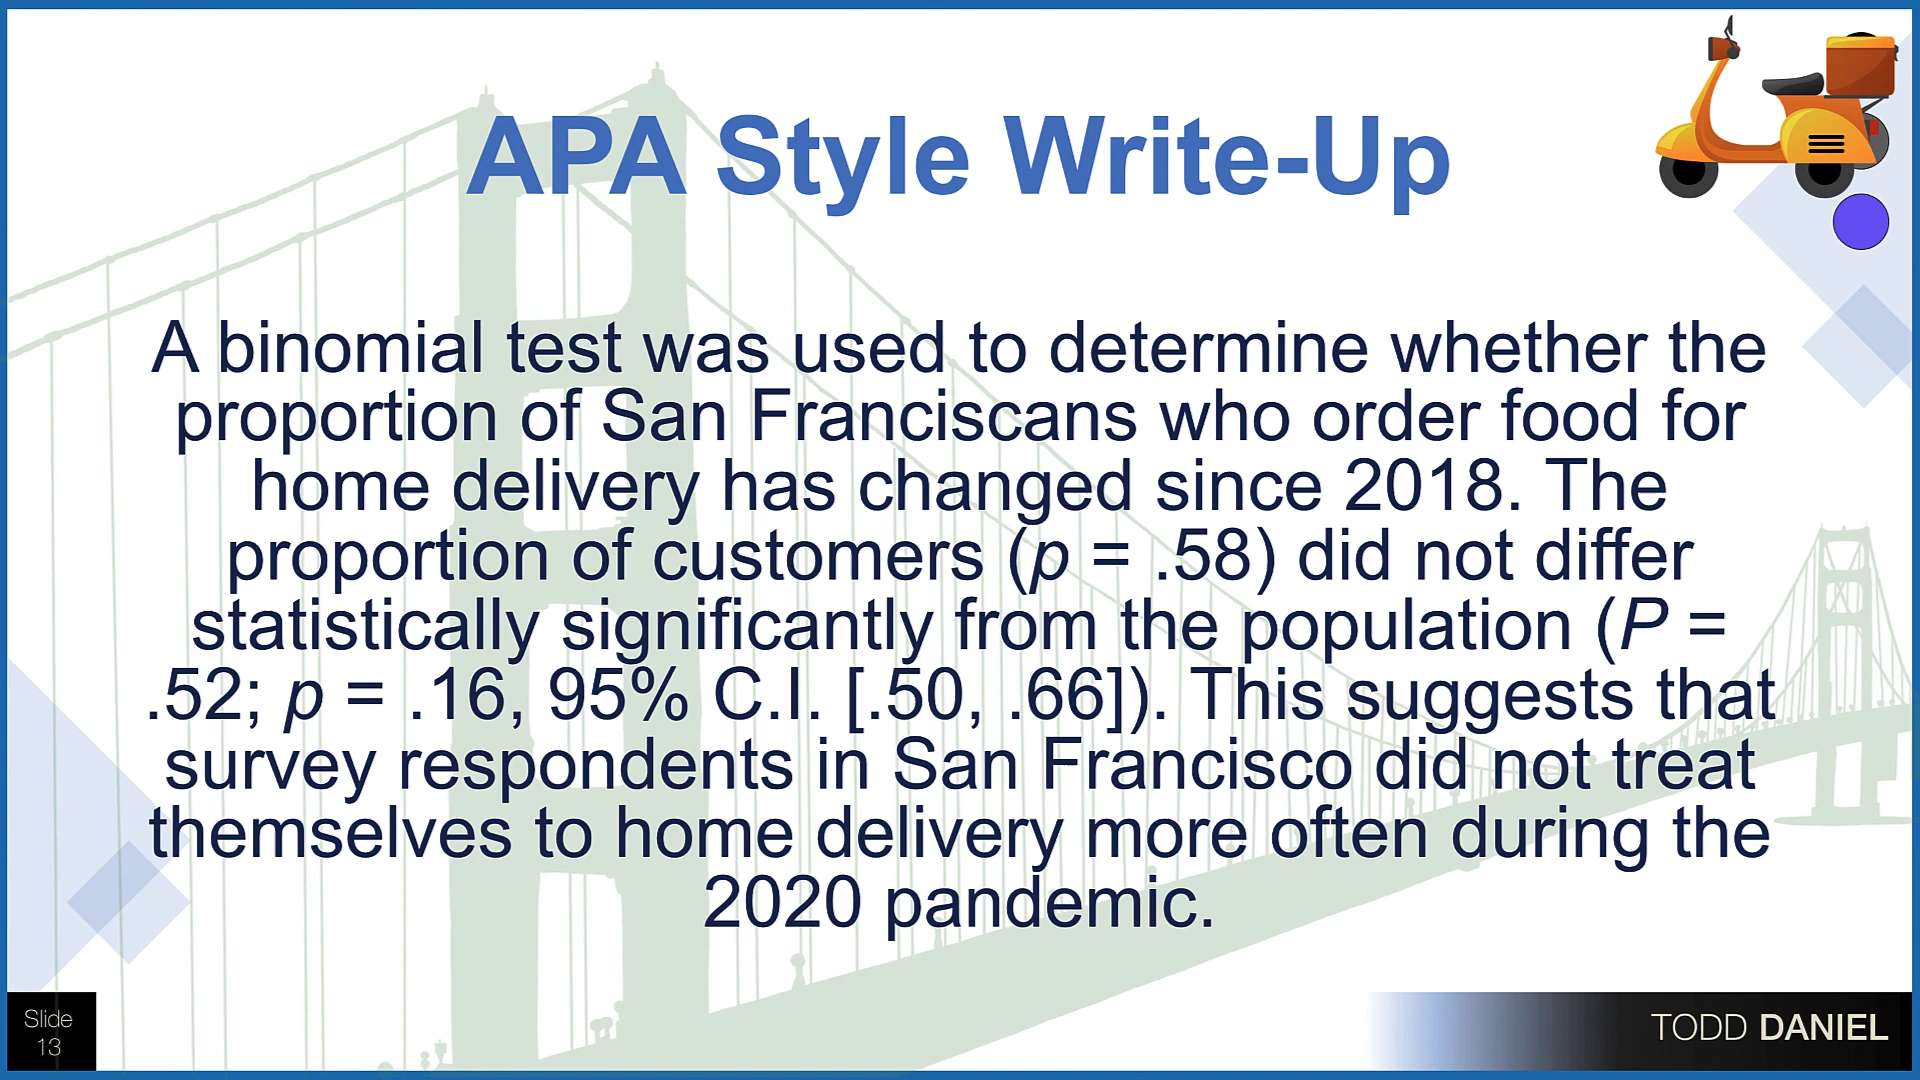 APA Style Write-Up
A binomial test was used to determine whether the
proportion of San Franciscans who order food for
home delivery has changed since 2018. The
proportion of customers (p = .58) did not differ
statistically significantly from the population (P =
.52; p = .16, 95% C.I. [.50, .66]). This suggests that
survey respondents in San Francisco did not treat
themselves to home delivery more often during the
2020 pandemic.
Slide
13
TODD DANIEL